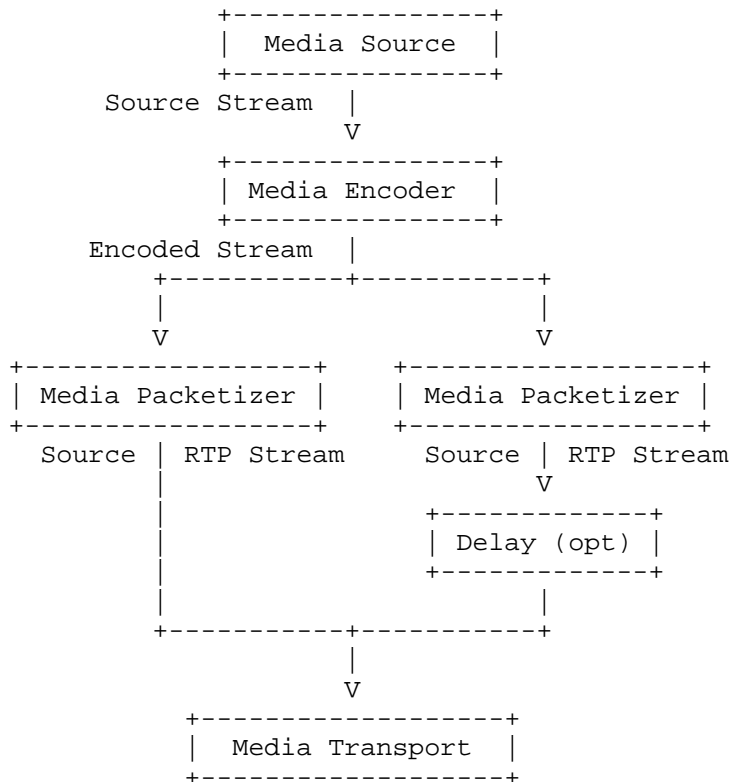 Media Source
Source Stream
V
Media Encoder
Encoded Stream
V V
Media Packetizer Media Packetizer
Source RTP Stream Source RTP Stream
V
Delay (opt)
V
Media Transport